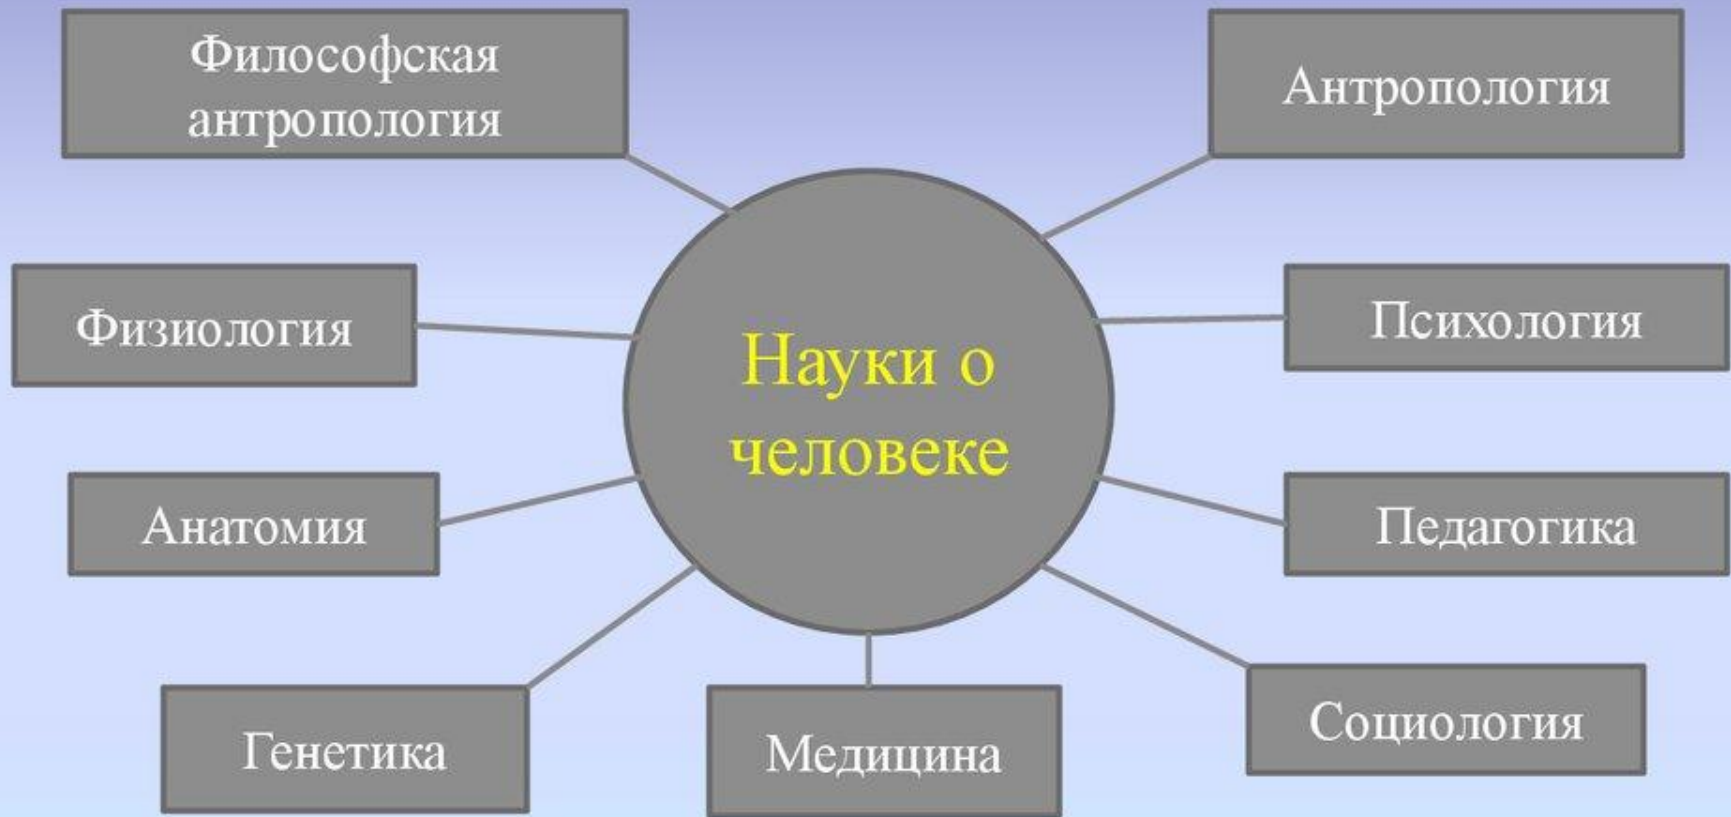 Философская
антропология
Антропология
Физиология
Психология
Науки о
человеке
Анатомия
Педагогика
Генетика
Медицина
Социология